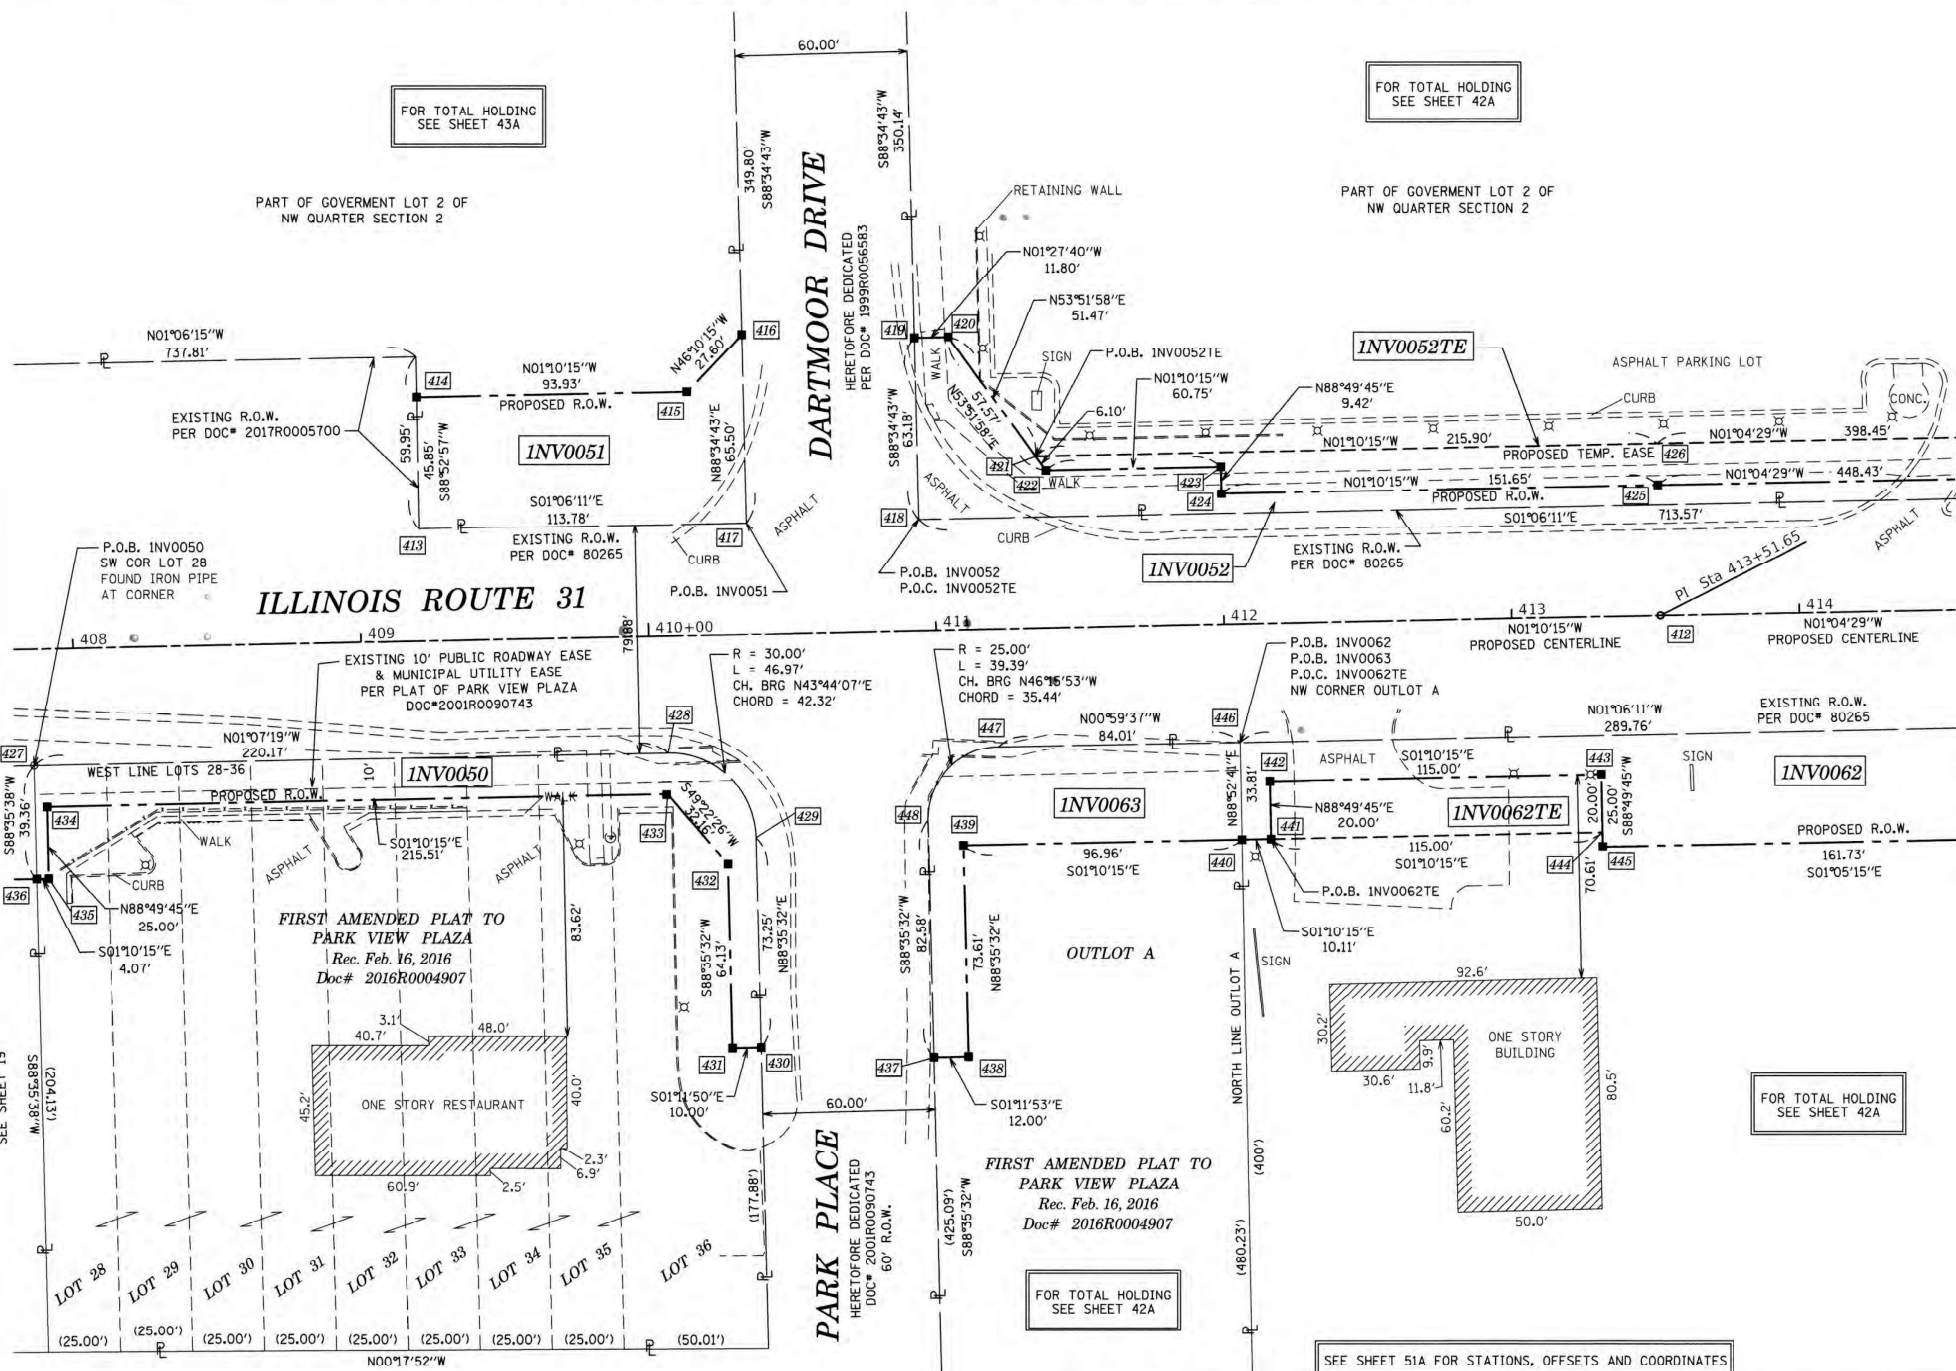 60.00'
FOR TOTAL HOLDING
SEE SHEET 43A
FOR TOTAL HOLDING
SEE SHEET 42A
PART OF GOVERMENT LOT 2 OF
NW QUARTER SECTION 2
349.80'
S88°34'43"W
DARTMOOR DRIVE
HERETOFORE DEDICATED
PER DOC# 1999R0056583
S88°34'43"W
350.14'
RETAINING WALL
PART OF GOVERMENT LOT 2 OF
NW QUARTER SECTION 2
N01°27'40"W
11.80'
N53°51'58"E
51.47'
N01°06'15"W
737.81'
414
N01°10'15"W
93.93'
PROPOSED R.O.W.
415
N46°10'15"W
27.60'
416
419
420
WALK
SIGN
P.O.B. 1NV0052TE
N01°10'15"W
60.75'
1NV0052TE
N88°49'45"E
9.42'
ASPHALT PARKING LOT
CURB
CONC.
EXISTING R.O.W.
PER DOC# 2017R0005700
59.95'
45.85'
S88°52'57"W
1NV0051
N88°34'43"E
65.50'
S88°34'43"W
63.18'
57.57'
N53°51'58"E
6.10'
N01°10'15"W
215.90'
N01°04'29"W
398.45'
PROPOSED TEMP. EASE
426
421
422
WALK
423
424
N01°10'15"W
151.65'
PROPOSED R.O.W.
425
N01°04'29"W
448.43'
S01°06'11"E
113.78'
EXISTING R.O.W.
PER DOC# 80265
413
417
ASPHALT
CURB
P.O.B. 1NV0051
418
ASPHALT
CURB
S01°06'11"E
713.57'
EXISTING R.O.W.
PER DOC# 80265
ASPHALT
1NV0052
P.O.B. 1NV0052
P.O.C. 1NV0052TE
PI Sta 413+51.65
P.O.B. 1NV0050
SW COR LOT 28
FOUND IRON PIPE
AT CORNER
ILLINOIS ROUTE 31
79.88'
408
409
410+00
411
412
413
414
N01°10'15"W
PROPOSED CENTERLINE
412
N01°04'29"W
PROPOSED CENTERLINE
EXISTING 10' PUBLIC ROADWAY EASE
& MUNICIPAL UTILITY EASE
PER PLAT OF PARK VIEW PLAZA
DOC#2001R0090743
R = 30.00'
L = 46.97'
CH. BRG N43°44'07"E
CHORD = 42.32'
R = 25.00'
L = 39.39'
CHORD = 35.44'
P.O.B. 1NV0062
P.O.B. 1NV0063
P.O.C. 1NV0062TE
NW CORNER OUTLOT A
427
N01°07'19"W
220.17'
WEST LINE LOTS 28-36
10'
1NV0050
428
447
N00°59'37"W
84.01'
446
N01°06'11"W
289.76'
EXISTING R.O.W.
PER DOC# 80265
S88°35'38"W
39.36'
434
PROPOSED R.O.W.
WALK
WALK
S01°10'15"E
215.51'
433
S49°22'26"W
32.16'
429
448
1NV0063
439
N88°52'41"E
33.81'
442
ASPHALT
S01°10'15"E
115.00'
443
SIGN
1NV0062
N88°49'45"E
20.00'
1NV0062TE
20.00'
25.00'
S88°49'45"W
436
435
CURB
ASPHALT
ASPHALT
432
96.96'
S01°10'15"E
440
441
115.00'
S01°10'15"E
444
445
PROPOSED R.O.W.
161.73'
S01°05'15"E
70.61'
N88°49'45"E
25.00'
S01°10'15"E
4.07'
FIRST AMENDED PLAT TO
PARK VIEW PLAZA
Rec. Feb. 16, 2016
Doc# 2016R0004907
83.62'
S88°35'32"W
64.13'
73.25'
N88°35'32"E
S88°35'32"W
82.58'
73.61'
N88°35'32"E
OUTLOT A
P.O.B. 1NV0062TE
S01°10'15"E
10.11'
SIGN
NORTH LINE OUTLOT A
92.6'
30.2'
ONE STORY
BUILDING
9.9'
30.6'
11.8'
60.2'
80.5'
50.0'
3.1'
40.7'
48.0'
45.2'
ONE STORY RESTAURANT
40.0'
2.3'
6.9'
2.5'
60.9'
431
430
S01°11'50"E
10.00'
60.00'
437
438
S01°11'53"E
12.00'
FOR TOTAL HOLDING
SEE SHEET 42A
SEE SHEET 19
(204.13')
S88°35'38"W
PARK PLACE
HERETOFORE DEDICATED
DOC# 2001R0090743
60' R.O.W.
(177.88')
(425.09')
S88°35'32"W
FIRST AMENDED PLAT TO
PARK VIEW PLAZA
Rec. Feb. 16, 2016
Doc# 2016R0004907
(400')
(480.23')
LOT 28
LOT 29
LOT 30
LOT 31
LOT 32
LOT 33
LOT 34
LOT 35
LOT 36
FOR TOTAL HOLDING
SEE SHEET 42A
(25.00')
(25.00')
(25.00')
(25.00')
(25.00')
(25.00')
(25.00')
(25.00')
(50.01')
N00°17'52"W
SEE SHEET 51A FOR STATIONS, OFFSETS AND COORDINATES